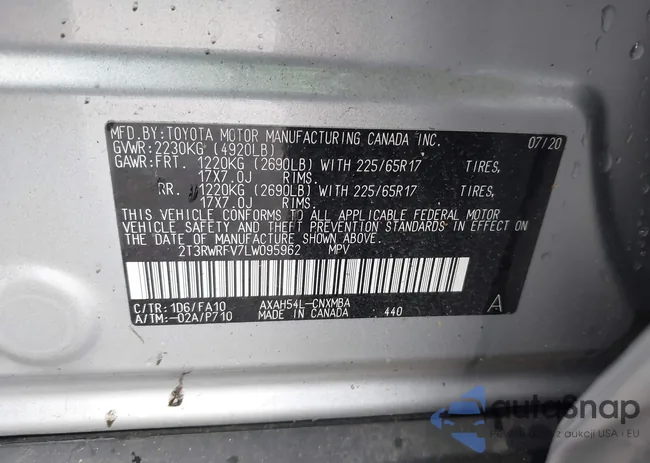 MFD.BY:TOYOTA MOTOR MANUFACTURING CANADA INC. 07/20
GVWR:2230KG (4920LB)
GAWR:FRT. 1220KG (2690LB) WITH 225/65R17 TIRES,
17X7.0J RIMS.
RR. 1220KG (2690LB) WITH 225/65R17 TIRES,
17X7.0J RIMS.
THIS VEHICLE CONFORMS TO ALL APPLICABLE FEDERAL MOTOR
VEHICLE SAFETY AND THEFT PREVENTION STANDARDS IN EFFECT ON
THE DATE OF MANUFACTURE SHOWN ABOVE.
2T3RWRFV7LW095962 MPV
C/TR:1D6/FA10 AXAH54L-CNXMBA A
A/TM:-02A/P710 MADE IN CANADA 440
autoSnap
z aukcji USA i EU